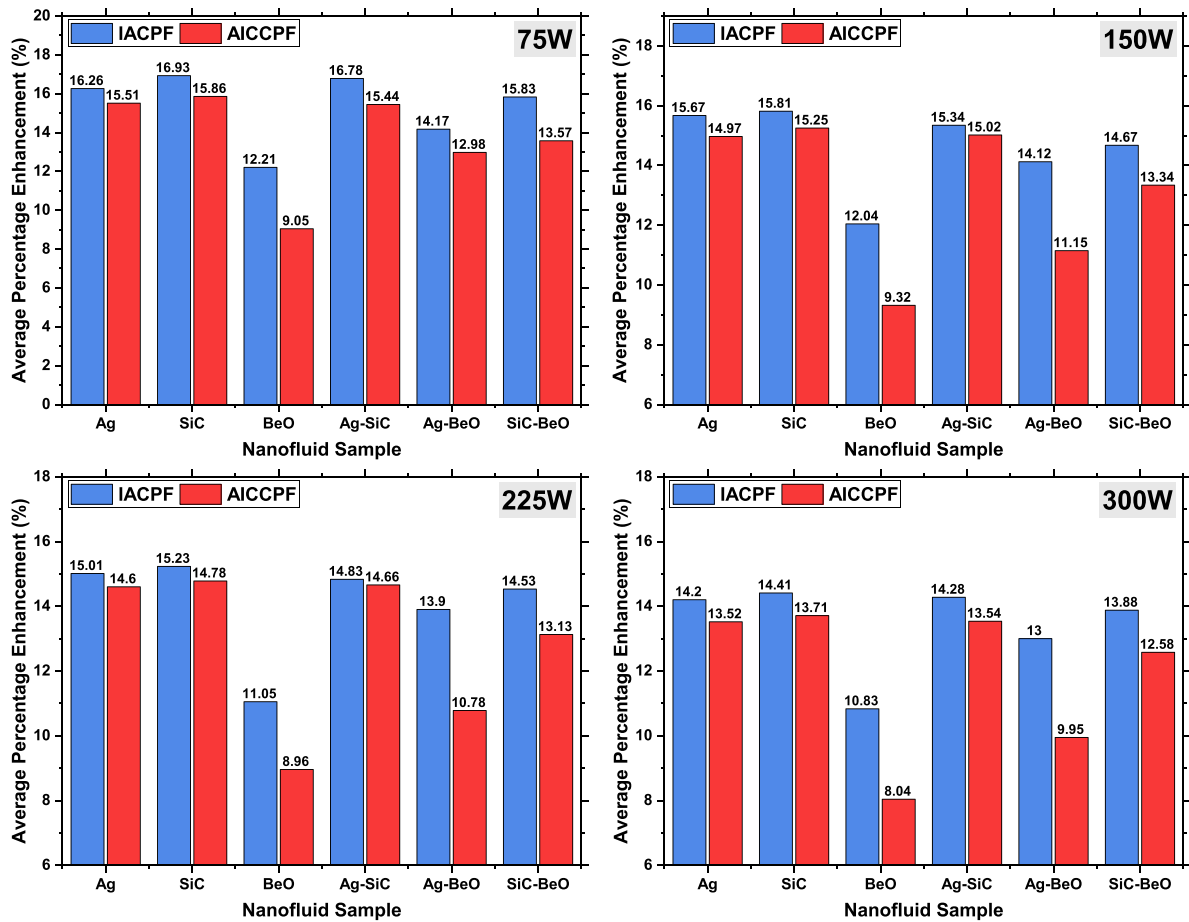 IACPF AICCPF 75W
Average Percentage Enhancement (%)
20
18
16
14
12
10
8
6
4
2
0
16.26 15.51 16.93 15.86 12.21 9.05 16.78 15.44 14.17 12.98 15.83 13.57
Ag SiC BeO Ag-SiC Ag-BeO SiC-BeO
Nanofluid Sample
IACPF AICCPF 150W
Average Percentage Enhancement (%)
18
16
14
12
10
8
6
15.67 14.97 15.81 15.25 12.04 9.32 15.34 15.02 14.12 11.15 14.67 13.34
Ag SiC BeO Ag-SiC Ag-BeO SiC-BeO
Nanofluid Sample
IACPF AICCPF 225W
Average Percentage Enhancement (%)
18
16
14
12
10
8
6
15.01 14.6 15.23 14.78 11.05 8.96 14.83 14.66 13.9 10.78 14.53 13.13
Ag SiC BeO Ag-SiC Ag-BeO SiC-BeO
Nanofluid Sample
IACPF AICCPF 300W
Average Percentage Enhancement (%)
18
16
14
12
10
8
6
14.2 13.52 14.41 13.71 10.83 8.04 14.28 13.54 13 9.95 13.88 12.58
Ag SiC BeO Ag-SiC Ag-BeO SiC-BeO
Nanofluid Sample